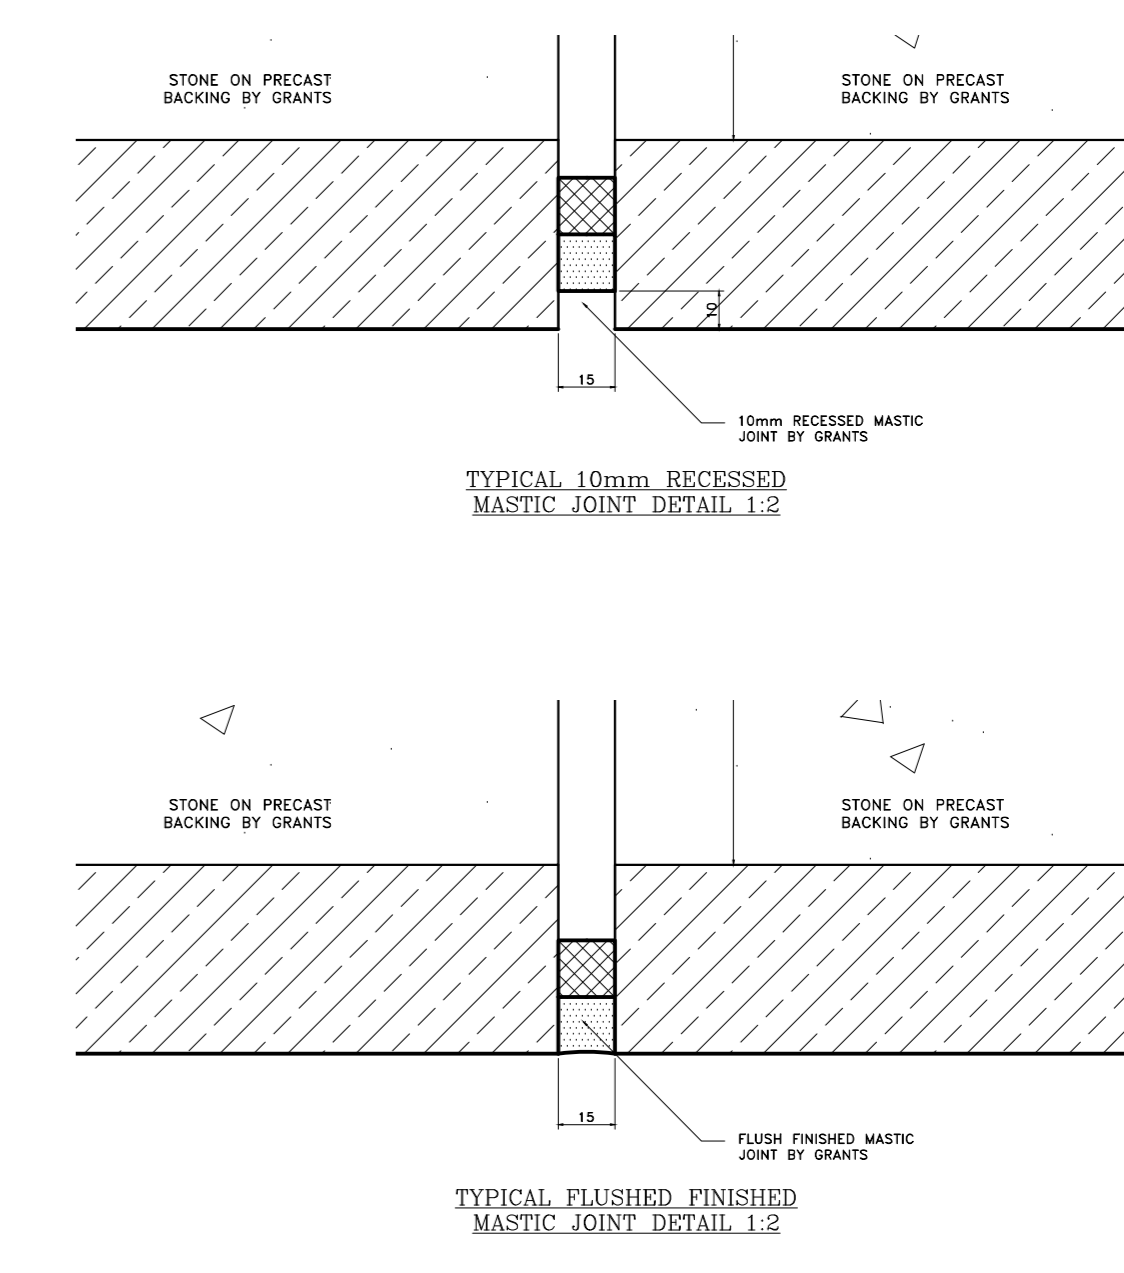 STONE ON PRECAST
BACKING BY GRANTS
STONE ON PRECAST
BACKING BY GRANTS
10
15
10mm RECESSED MASTIC
JOINT BY GRANTS
TYPICAL 10mm RECESSED
MASTIC JOINT DETAIL 1:2
STONE ON PRECAST
BACKING BY GRANTS
STONE ON PRECAST
BACKING BY GRANTS
15
FLUSH FINISHED MASTIC
JOINT BY GRANTS
TYPICAL FLUSHED FINISHED
MASTIC JOINT DETAIL 1:2